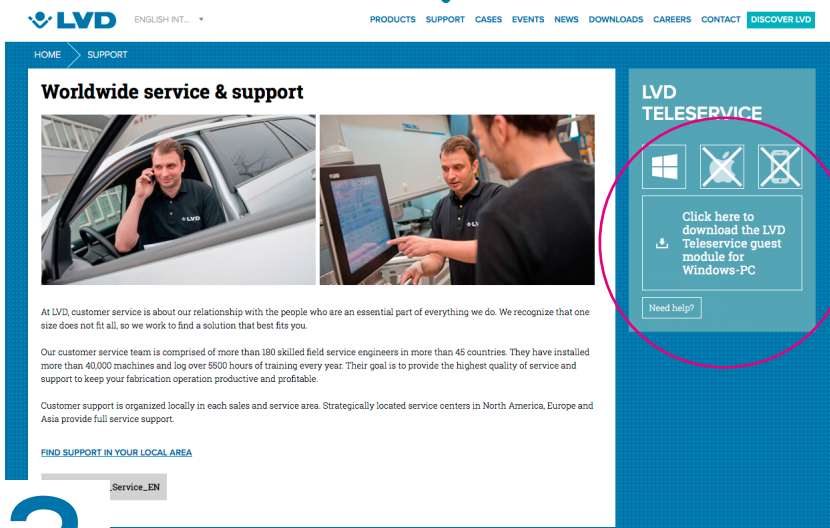 LVD
ENGLISH INT...
PRODUCTS SUPPORT CASES EVENTS NEWS DOWNLOADS CAREERS CONTACT DISCOVER LVD
HOME SUPPORT
Worldwide service & support
LVD
LVD
At LVD, customer service is about our relationship with the people who are an essential part of everything we do. We recognize that one
size does not fit all, so we work to find a solution that best fits you.
Our customer service team is comprised of more than 180 skilled field service engineers in more than 45 countries. They have installed
more than 40,000 machines and log over 5500 hours of training every year. Their goal is to provide the highest quality of service and
support to keep your fabrication operation productive and profitable.
Customer support is organized locally in each sales and service area. Strategically located service centers in North America, Europe and
Asia provide full service support.
FIND SUPPORT IN YOUR LOCAL AREA
_Service_EN
LVD
TELESERVICE
Click here to
download the LVD
Teleservice guest
module for
Windows-PC
Need help?